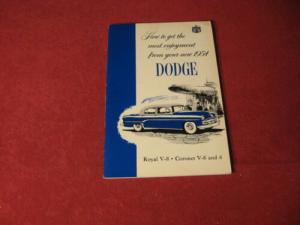 How to get the
most enjoyment
from your new 1954
DODGE
Royal V-8 • Coronet V-8 and 6